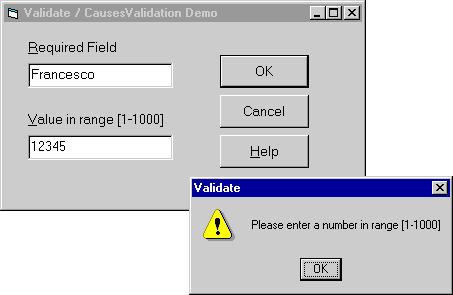 Validate / CausesValidation Demo
Required Field
Francesco
OK
Cancel
Value in range [1-1000]
12345
Help
Validate
Please enter a number in range [1-1000]
OK